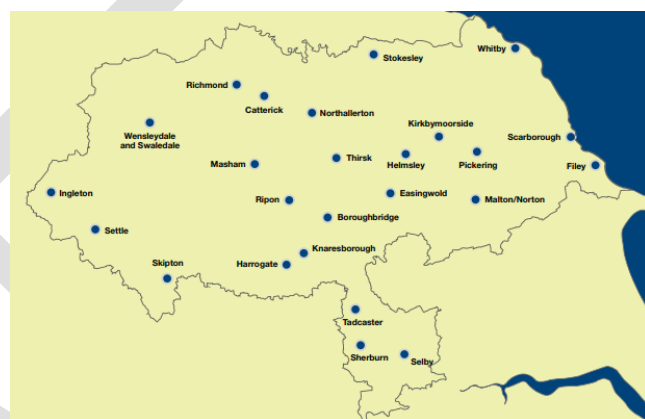 Whitby
Stokesley
Richmond
Catterick
Northallerton
Wensleydale
and Swaledale
Kirkbymoorside
Scarborough
Masham
Thirsk
Helmsley
Pickering
Filey
Ingleton
Ripon
Easingwold
Malton/Norton
Boroughbridge
Settle
Knaresborough
Skipton
Harrogate
Tadcaster
Sherburn
Selby